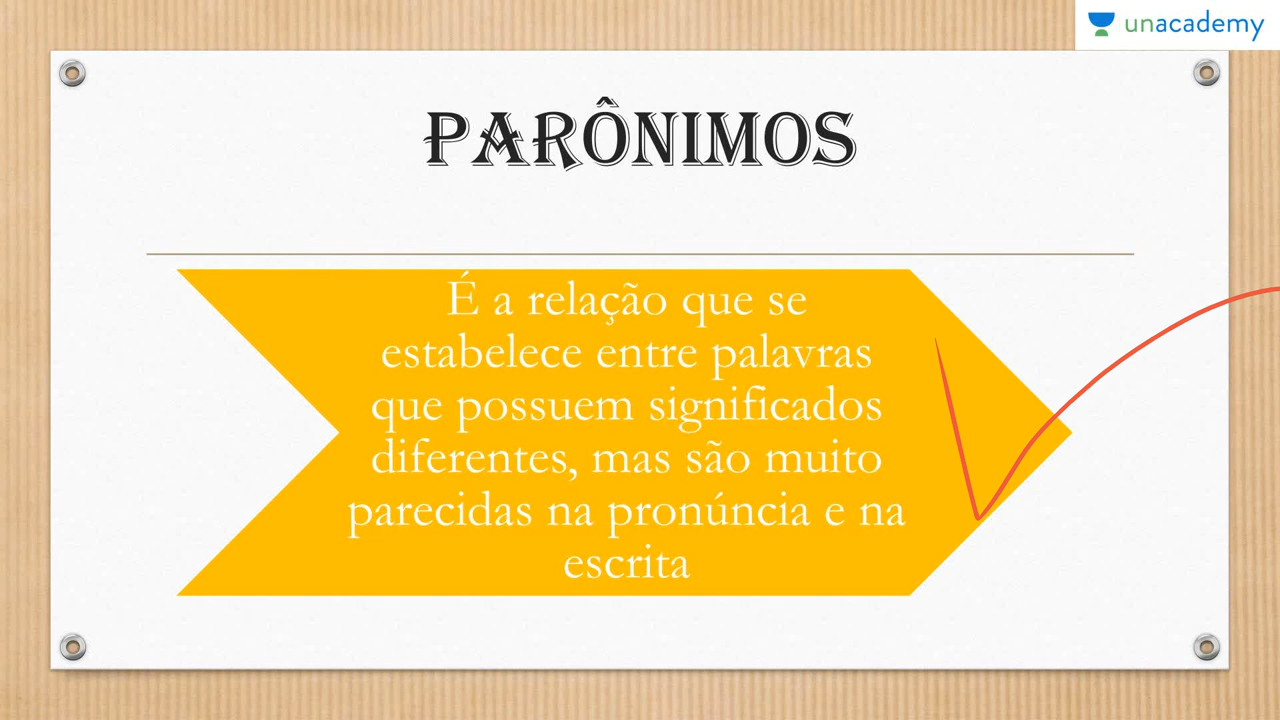 unacademy
PARÔNIMOS
É a relação que se
estabelece entre palavras
que possuem significados
diferentes, mas são muito
parecidas na pronúncia e na
escrita